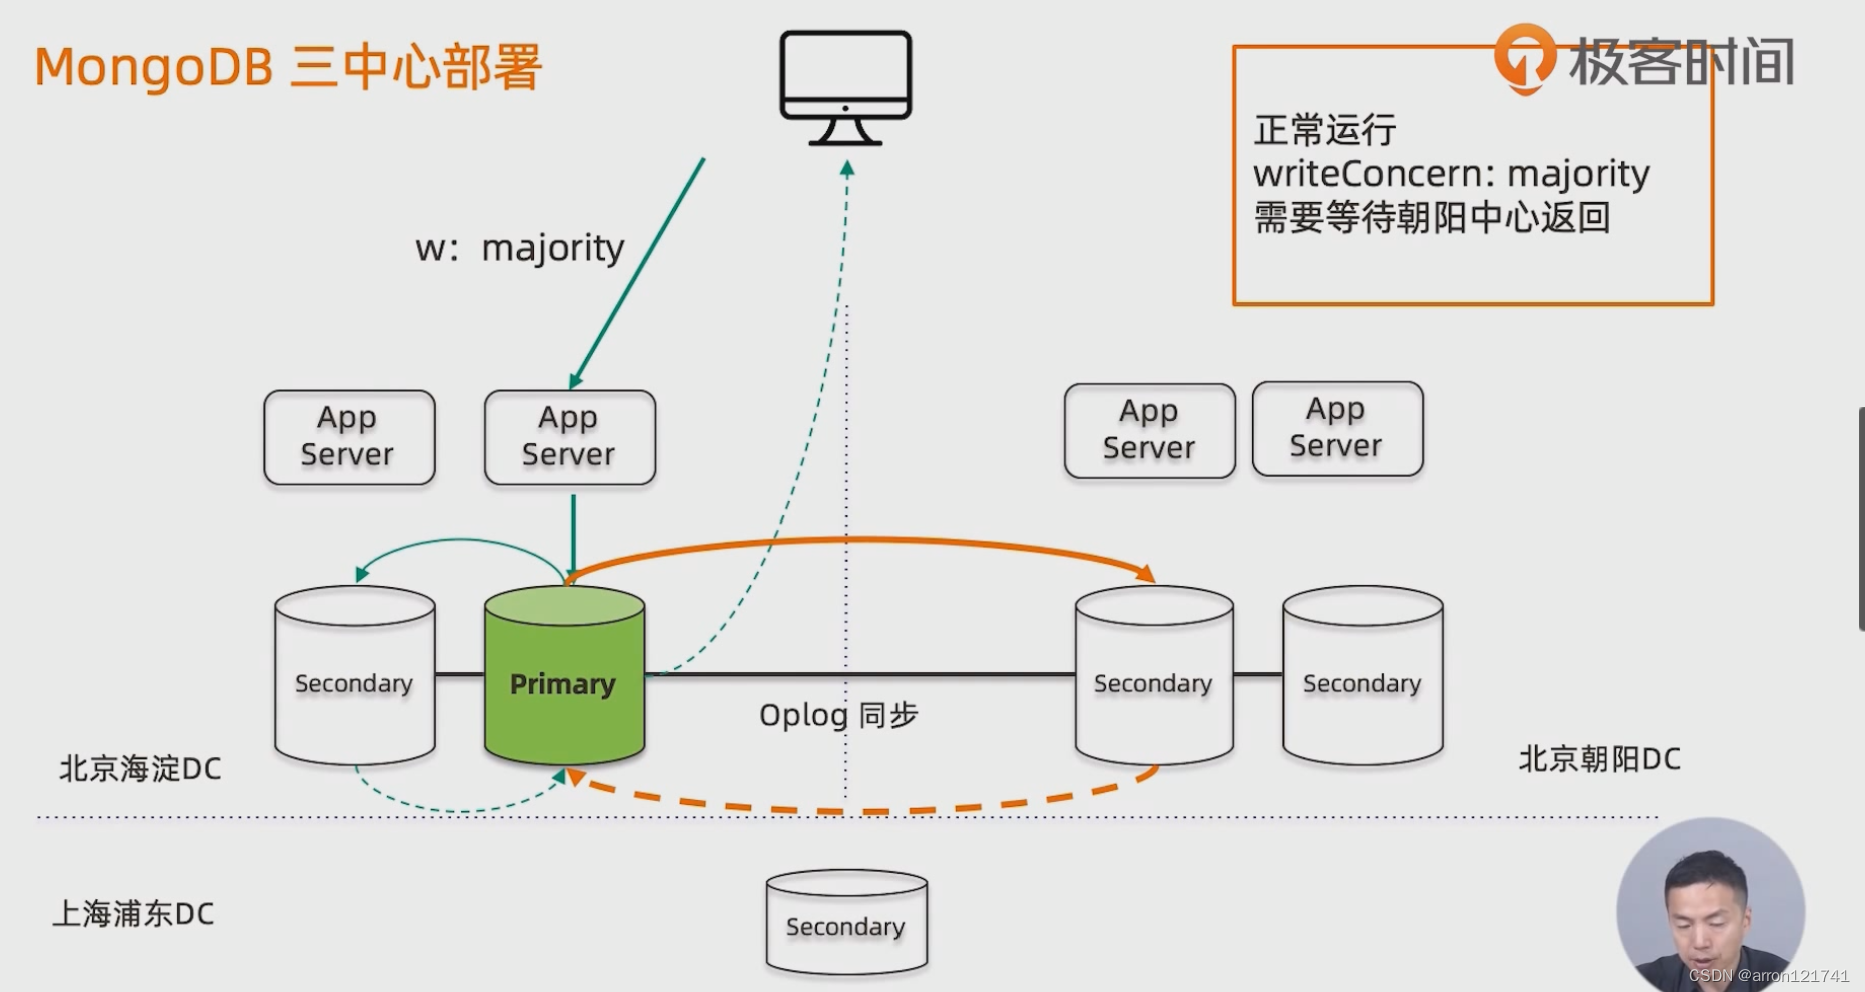 MongoDB 三中心部署
极客时间
正常运行
writeConcern: majority
需要等待朝阳中心返回
w: majority
App
Server
App
Server
App
Server
App
Server
Secondary
Primary
Secondary
Secondary
Oplog 同步
北京海淀DC
北京朝阳DC
上海浦东DC
Secondary
CSDN @arron121741